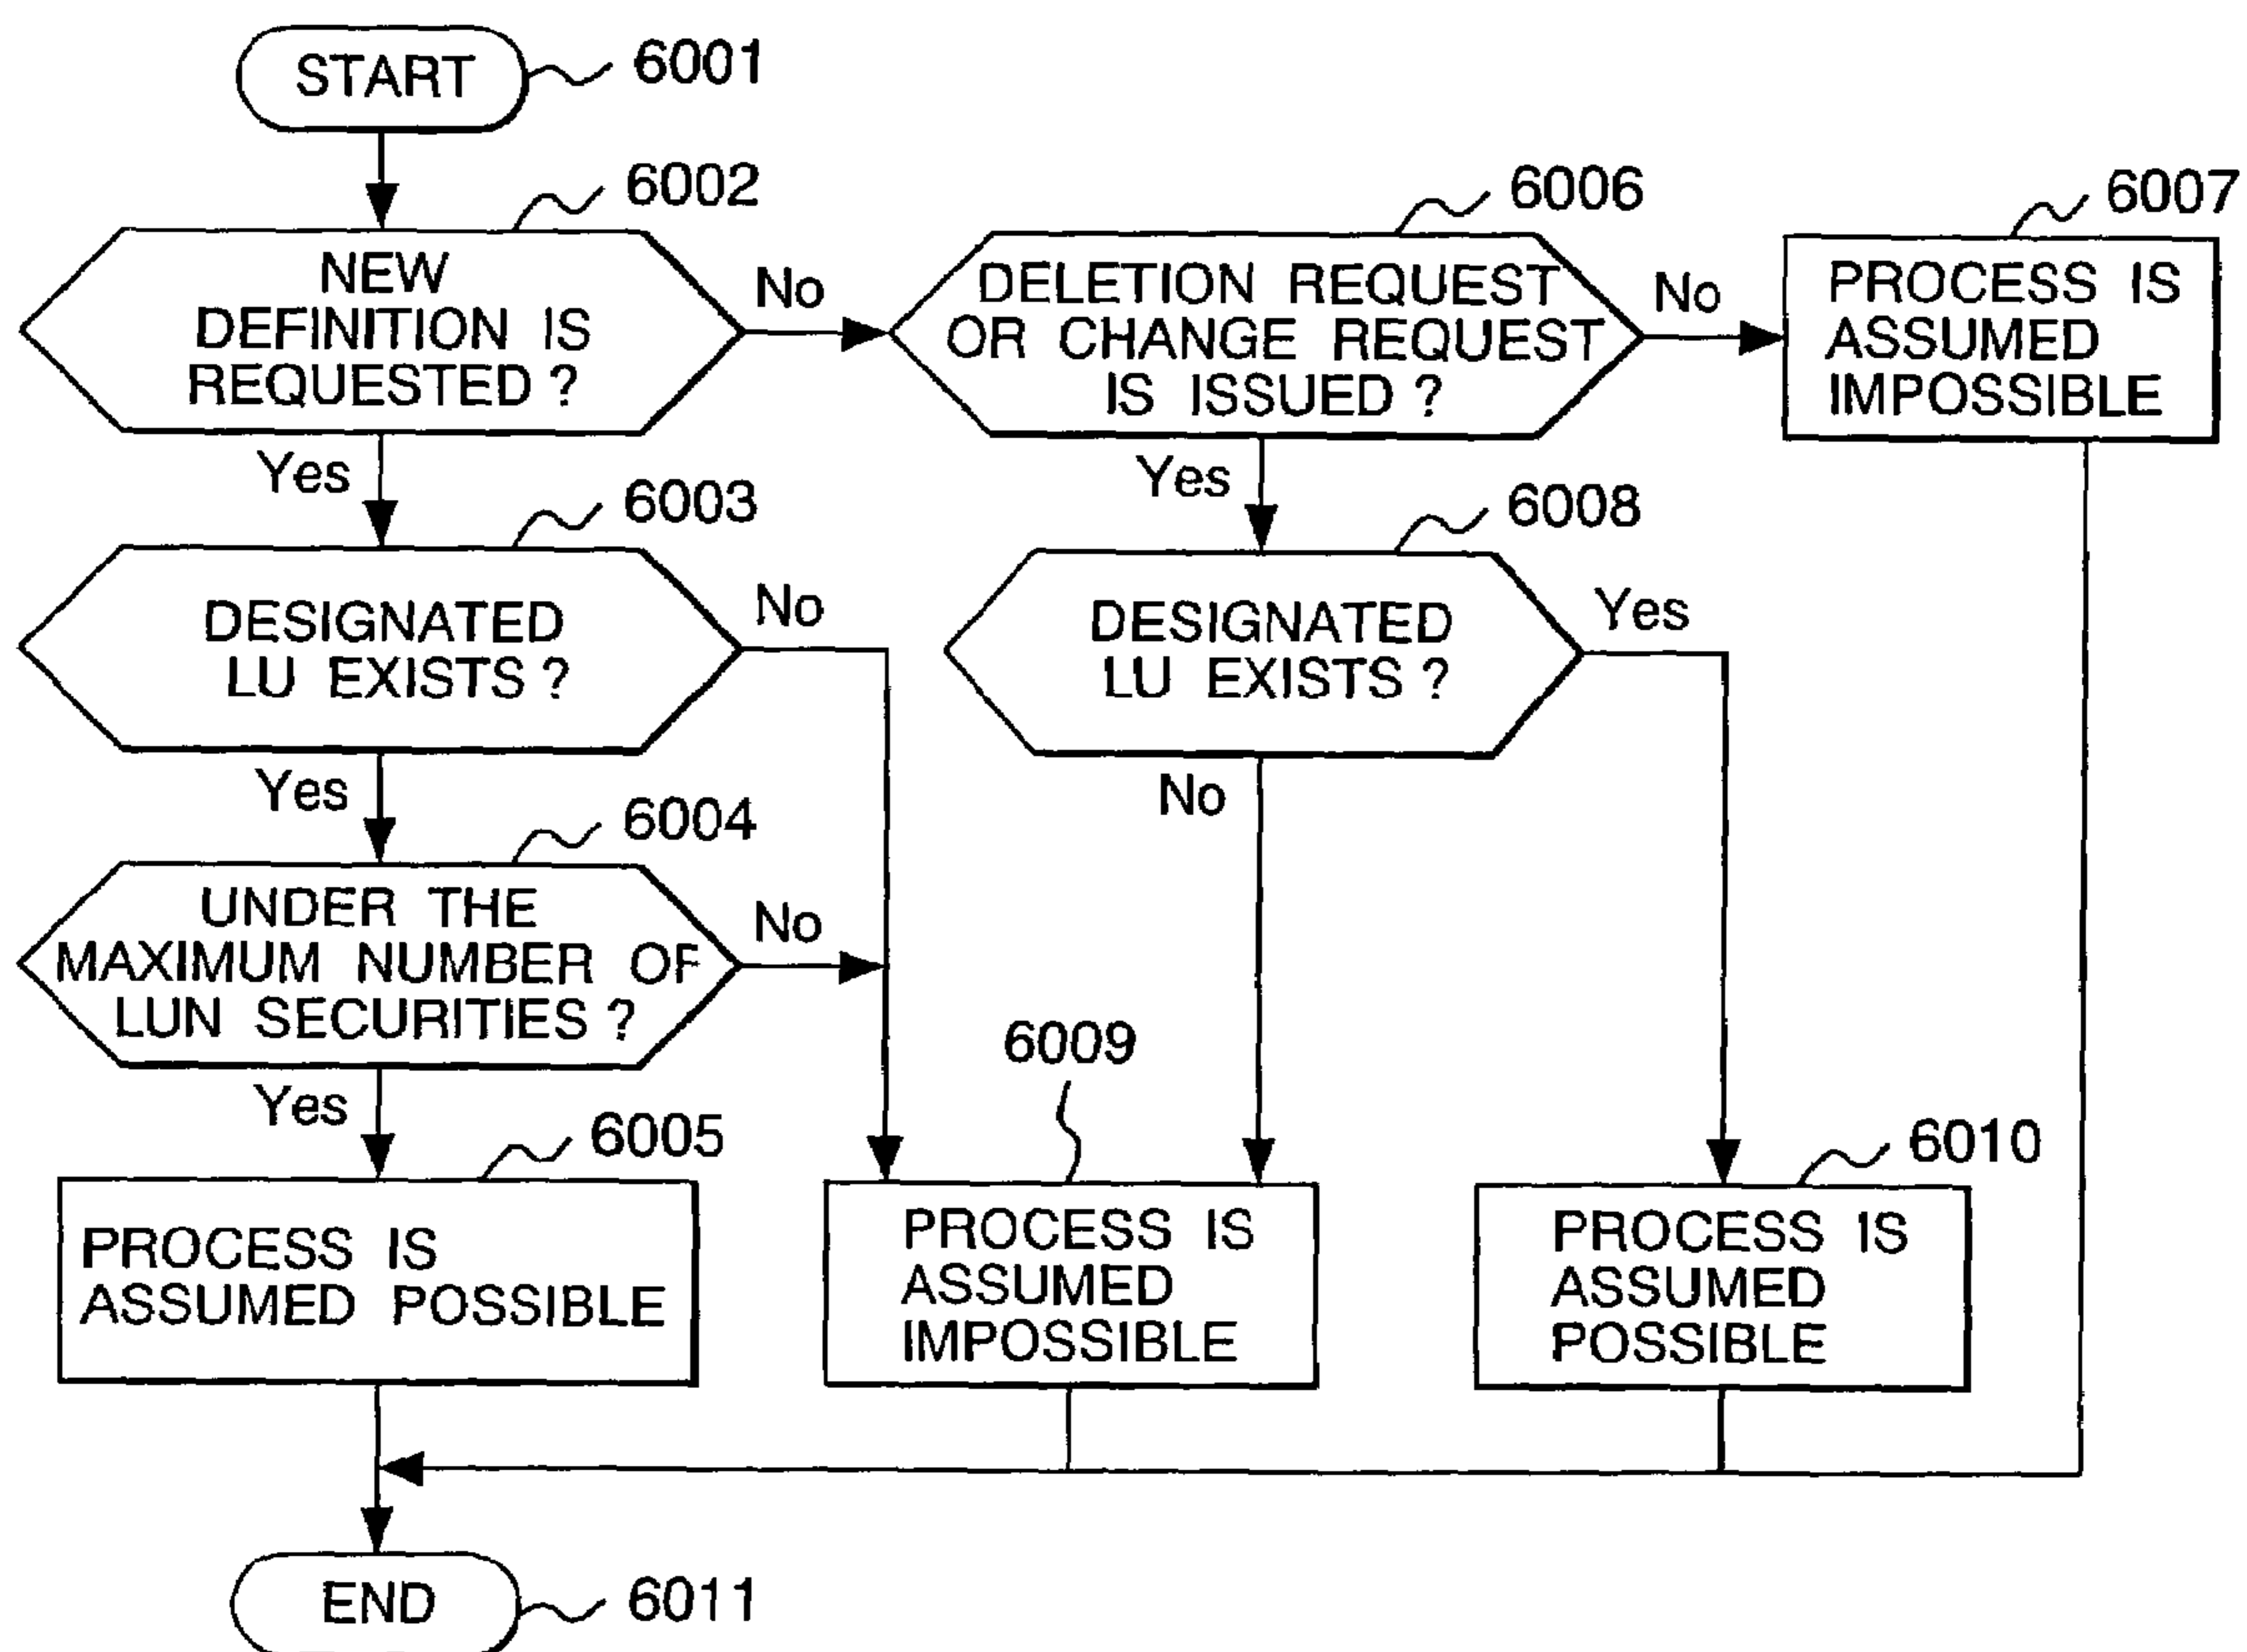 START
6001
6002
NEW
DEFINITION IS
REQUESTED ?
No
Yes
6006
DELETION REQUEST
OR CHANGE REQUEST
IS ISSUED ?
No
Yes
6007
PROCESS IS
ASSUMED
IMPOSSIBLE
6003
DESIGNATED
LU EXISTS ?
No
Yes
6008
DESIGNATED
LU EXISTS ?
Yes
No
6004
UNDER THE
MAXIMUM NUMBER OF
LUN SECURITIES ?
No
Yes
6005
PROCESS IS
ASSUMED POSSIBLE
6009
PROCESS IS
ASSUMED
IMPOSSIBLE
6010
PROCESS IS
ASSUMED
POSSIBLE
END
6011